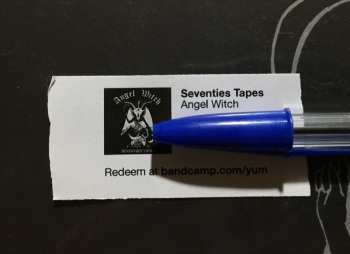 Angel Witch
Seventies Tapes
Angel Witch
Redeem at bandcamp.com/yum